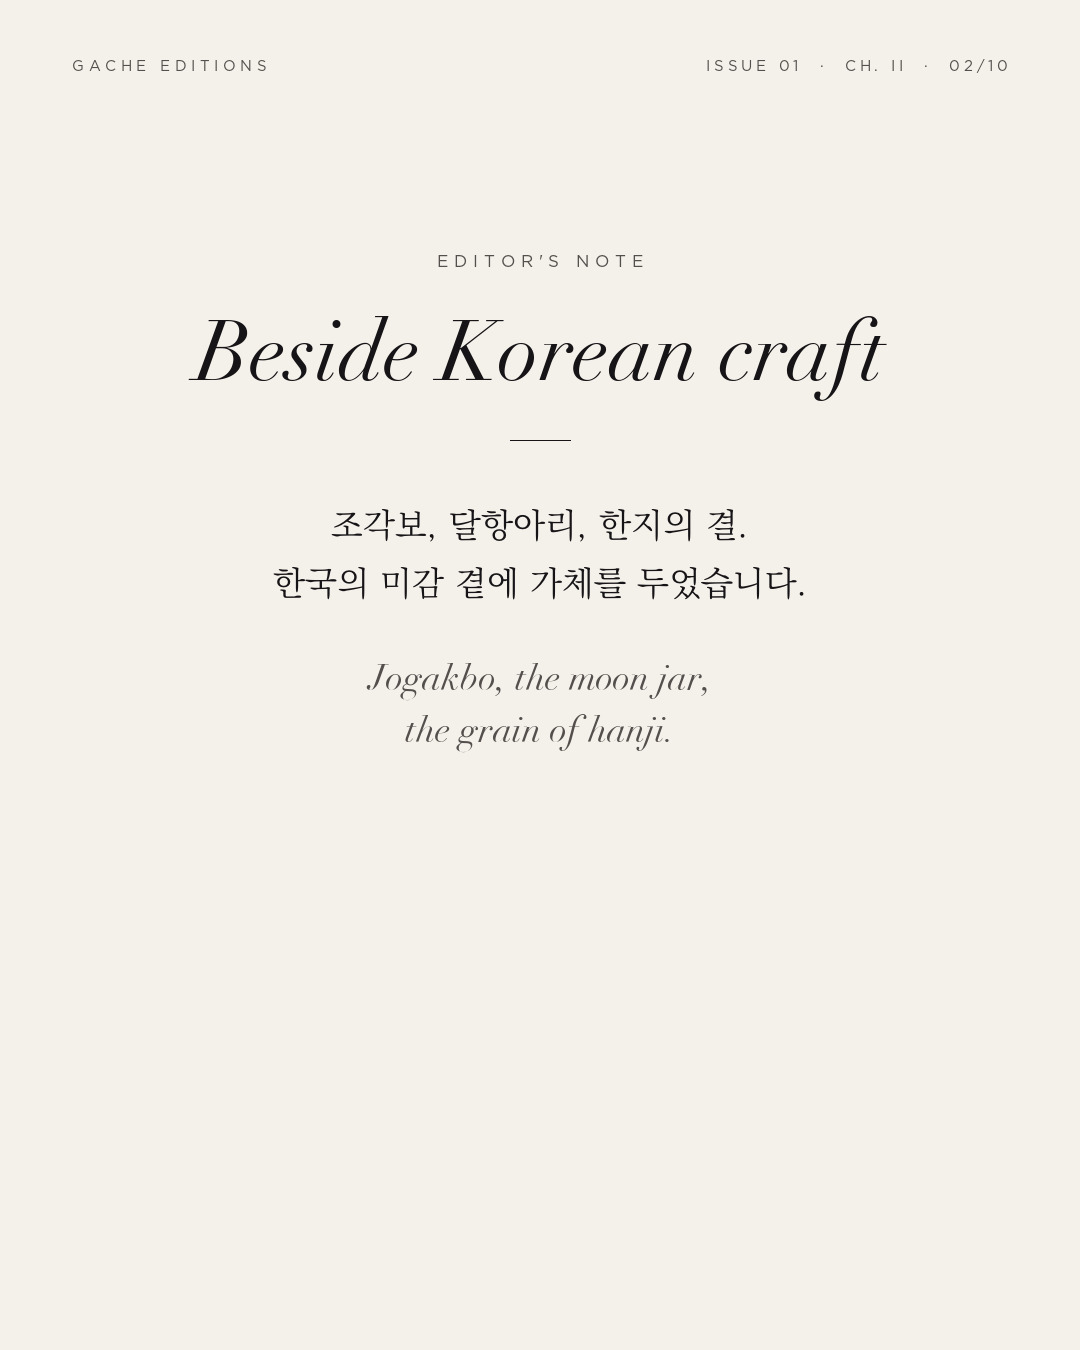 GACHE EDITIONS
ISSUE 01 · CH. II · 02/10
EDITOR'S NOTE
Beside Korean craft
조각보, 달항아리, 한지의 결.
한국의 미감 곁에 가체를 두었습니다.
Jogakbo, the moon jar,
the grain of hanji.